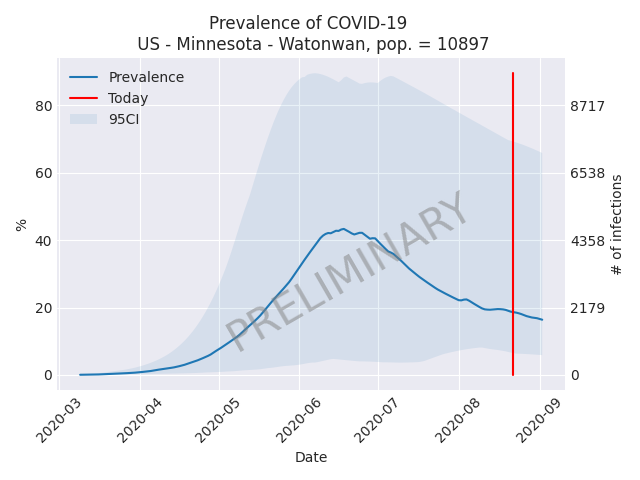 Prevalence of COVID-19
US - Minnesota - Watonwan, pop. = 10897
Prevalence
Today
95CI
80
60
40
20
0
%
8717
6538
4358
2179
0
# of infections
PRELIMINARY
2020-03
2020-04
2020-05
2020-06
2020-07
2020-08
2020-09
Date